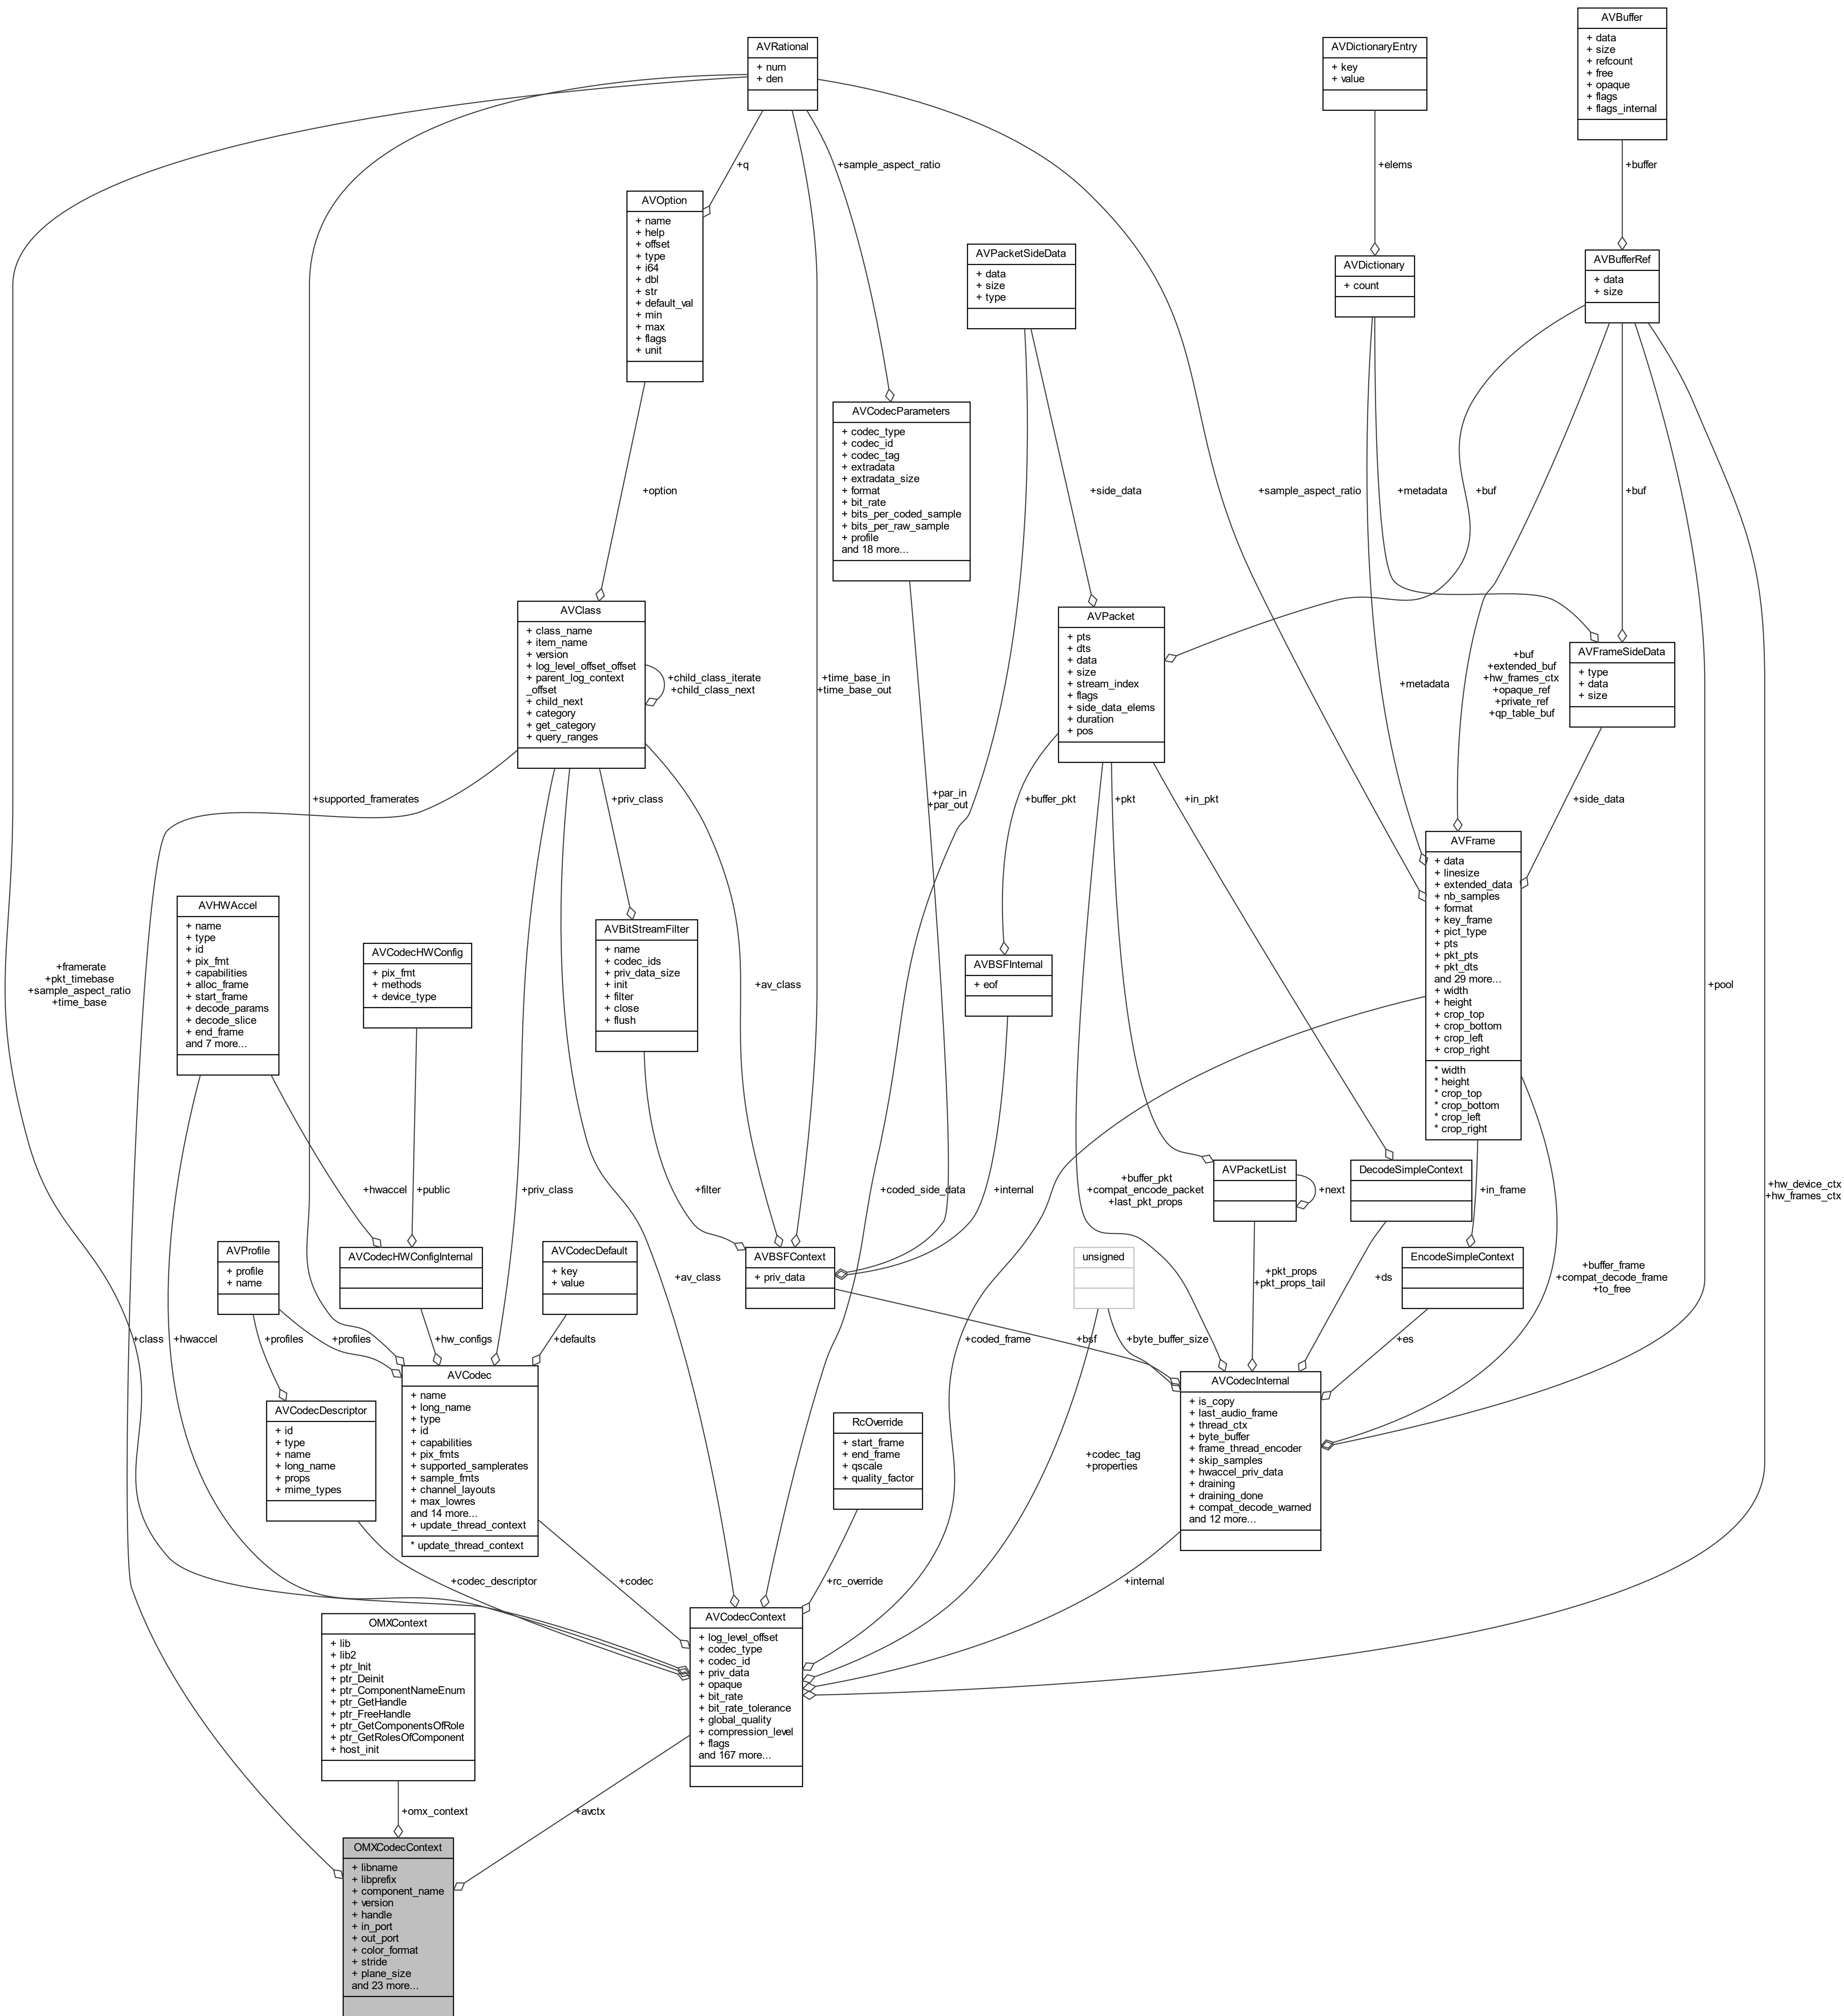 AVBuffer
+ data
+ size
+ refcount
+ free
+ opaque
+ flags
+ flags_internal
AVRational
+ num
+ den
AVDictionaryEntry
+ key
+ value
+q
+sample_aspect_ratio
+elems
+buffer
AVOption
+ name
+ help
+ offset
+ type
+ i64
+ dbl
+ str
+ default_val
+ min
+ max
+ flags
+ unit
AVPacketSideData
+ data
+ size
+ type
AVDictionary
+ count
AVBufferRef
+ data
+ size
AVCodecParameters
+ codec_type
+ codec_id
+ codec_tag
+ extradata
+ extradata_size
+ format
+ bit_rate
+ bits_per_coded_sample
+ bits_per_raw_sample
+ profile
and 18 more...
+option
+side_data
+sample_aspect_ratio
+metadata
+buf
+buf
AVClass
+ class_name
+ item_name
+ version
+ log_level_offset_offset
+ parent_log_context
_offset
+ child_next
+ category
+ get_category
+ query_ranges
+child_class_iterate
+child_class_next
+time_base_in
+time_base_out
AVPacket
+ pts
+ dts
+ data
+ size
+ stream_index
+ flags
+ side_data_elems
+ duration
+ pos
+metadata
+buf
+extended_buf
+hw_frames_ctx
+opaque_ref
+private_ref
+qp_table_buf
AVFrameSideData
+ type
+ data
+ size
+supported_framerates
+priv_class
+par_in
+par_out
+buffer_pkt
+pkt
+in_pkt
+side_data
AVFrame
+ data
+ linesize
+ extended_data
+ nb_samples
+ format
+ key_frame
+ pict_type
+ pts
+ pkt_pts
+ pkt_dts
and 29 more...
+ width
+ height
+ crop_top
+ crop_bottom
+ crop_left
+ crop_right
* width
* height
* crop_top
* crop_bottom
* crop_left
* crop_right
+framerate
+pkt_timebase
+sample_aspect_ratio
+time_base
AVHWAccel
+ name
+ type
+ id
+ pix_fmt
+ capabilities
+ alloc_frame
+ start_frame
+ decode_params
+ decode_slice
+ end_frame
and 7 more...
AVCodecHWConfig
+ pix_fmt
+ methods
+ device_type
AVBitStreamFilter
+ name
+ codec_ids
+ priv_data_size
+ init
+ filter
+ close
+ flush
+av_class
AVBSFInternal
+ eof
+pool
+hwaccel
+public
+priv_class
+filter
+coded_side_data
+internal
+buffer_pkt
+compat_encode_packet
+last_pkt_props
AVPacketList
+next
DecodeSimpleContext
+in_frame
+hw_device_ctx
+hw_frames_ctx
AVProfile
+ profile
+ name
AVCodecHWConfigInternal
AVCodecDefault
+ key
+ value
+av_class
AVBSFContext
+ priv_data
unsigned
+pkt_props
+pkt_props_tail
+ds
EncodeSimpleContext
+buffer_frame
+compat_decode_frame
+to_free
+class
+hwaccel
+profiles
+profiles
+hw_configs
+defaults
+coded_frame
+bsf
+byte_buffer_size
+es
AVCodecDescriptor
+ id
+ type
+ name
+ long_name
+ props
+ mime_types
AVCodec
+ name
+ long_name
+ type
+ id
+ capabilities
+ pix_fmts
+ supported_samplerates
+ sample_fmts
+ channel_layouts
+ max_lowres
and 14 more...
+ update_thread_context
* update_thread_context
RcOverride
+ start_frame
+ end_frame
+ qscale
+ quality_factor
+codec_tag
+properties
AVCodecInternal
+ is_copy
+ last_audio_frame
+ thread_ctx
+ byte_buffer
+ frame_thread_encoder
+ skip_samples
+ hwaccel_priv_data
+ draining
+ draining_done
+ compat_decode_warned
and 12 more...
+codec_descriptor
+codec
+rc_override
+internal
OMXContext
+ lib
+ lib2
+ ptr_Init
+ ptr_Deinit
+ ptr_ComponentNameEnum
+ ptr_GetHandle
+ ptr_FreeHandle
+ ptr_GetComponentsOfRole
+ ptr_GetRolesOfComponent
+ host_init
AVCodecContext
+ log_level_offset
+ codec_type
+ codec_id
+ priv_data
+ opaque
+ bit_rate
+ bit_rate_tolerance
+ global_quality
+ compression_level
+ flags
and 167 more...
+omx_context
+avctx
OMXCodecContext
+ libname
+ libprefix
+ component_name
+ version
+ handle
+ in_port
+ out_port
+ color_format
+ stride
+ plane_size
and 23 more...